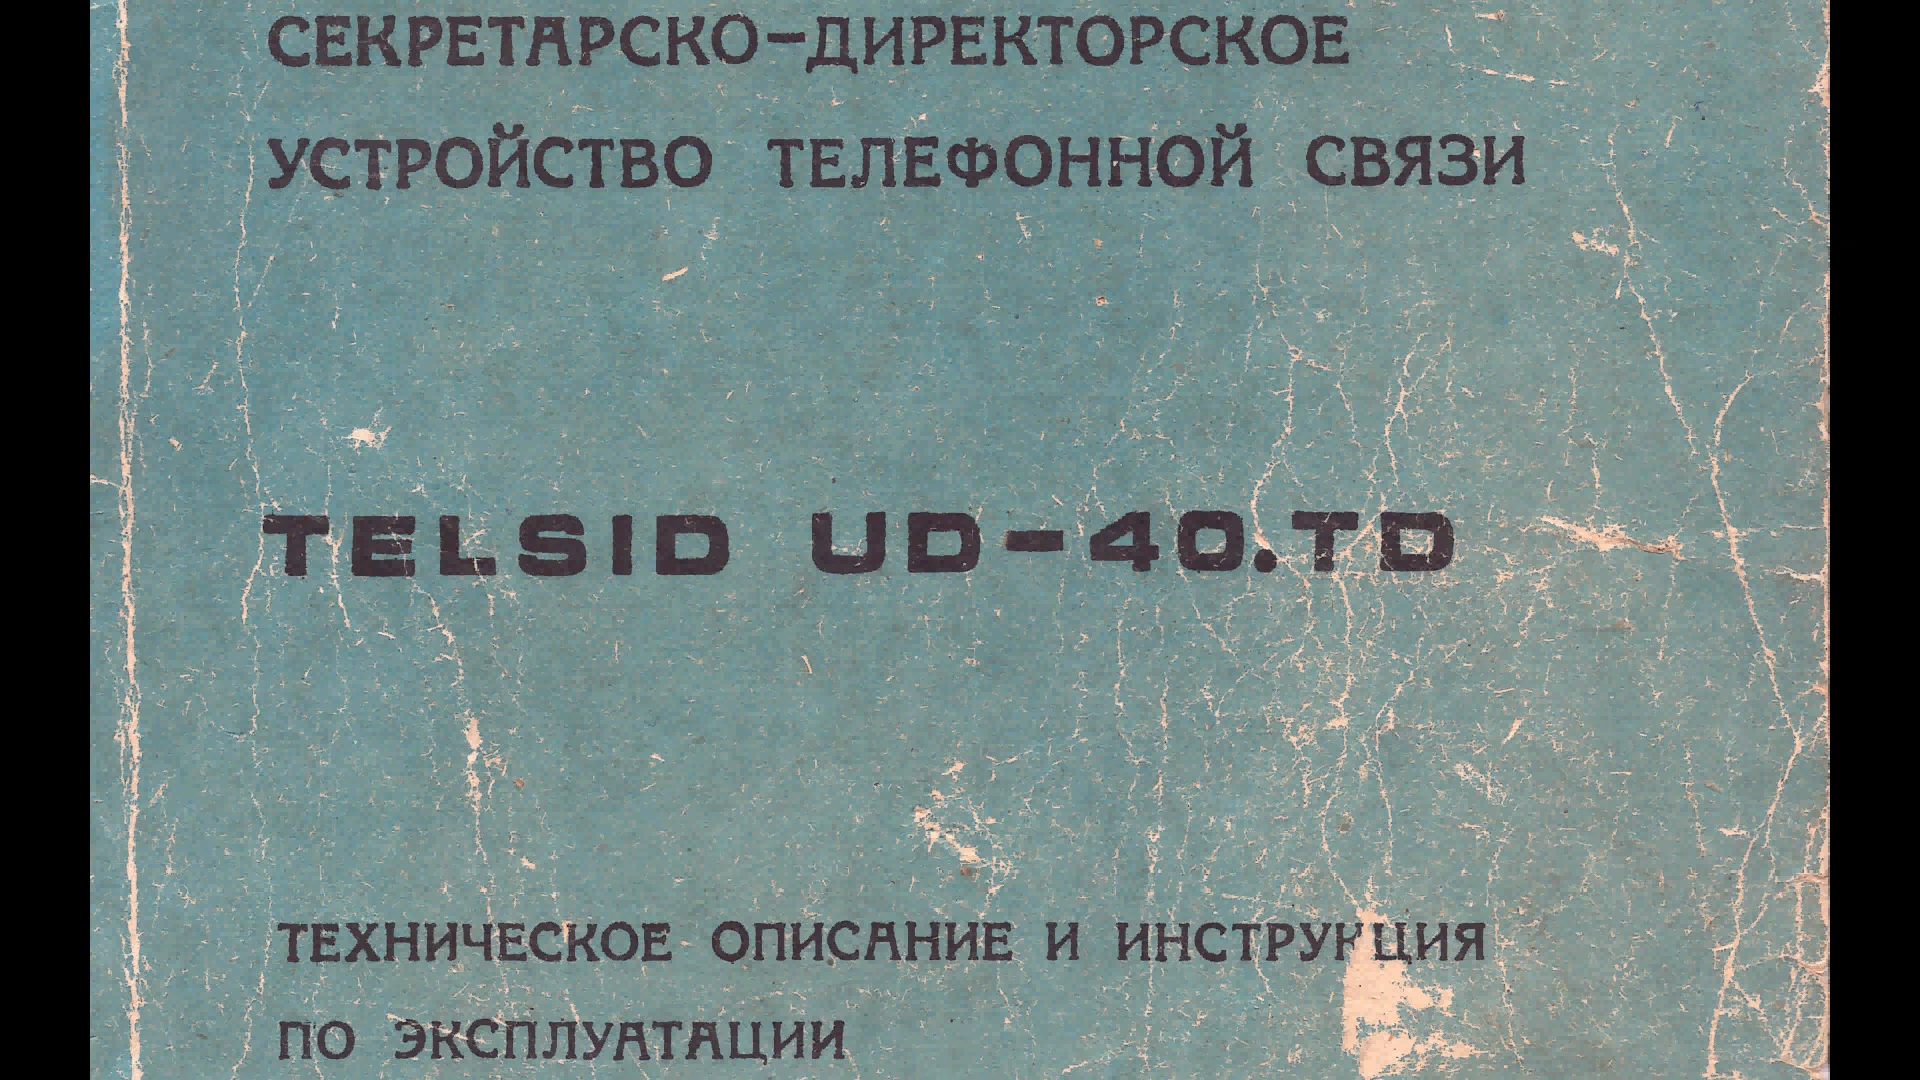 СЕКРЕТАРСКО-ДИРЕКТОРСКОЕ
УСТРОЙСТВО ТЕЛЕФОННОЙ СВЯЗИ
TELSID UD-40.TD
ТЕХНИЧЕСКОЕ ОПИСАНИЕ И ИНСТРУКЦИЯ
ПО ЭКСПЛУАТАЦИИ